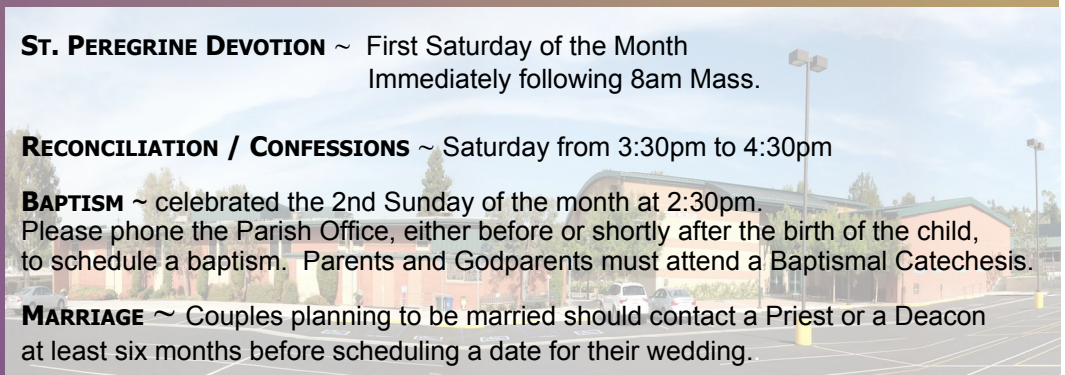 ST. PEREGRINE DEVOTION ~ First Saturday of the Month
Immediately following 8am Mass.
RECONCILIATION / CONFESSIONS ~ Saturday from 3:30pm to 4:30pm
BAPTISM ~ celebrated the 2nd Sunday of the month at 2:30pm.
Please phone the Parish Office, either before or shortly after the birth of the child,
to schedule a baptism. Parents and Godparents must attend a Baptismal Catechesis.
MARRIAGE ~ Couples planning to be married should contact a Priest or a Deacon
at least six months before scheduling a date for their wedding.